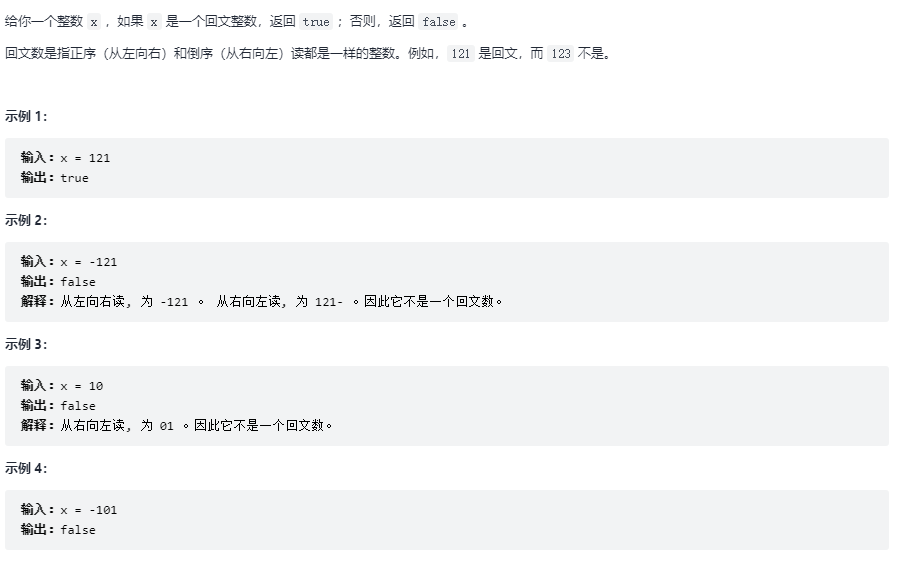 给你一个整数 x ，如果 x 是一个回文整数，返回 true ；否则，返回 false 。
回文数是指正序（从左向右）和倒序（从右向左）读都是一样的整数。例如，121 是回文，而 123 不是。
示例 1：
输入：x = 121
输出：true
示例 2：
输入：x = -121
输出：false
解释：从左向右读, 为 -121 。 从右向左读, 为 121- 。因此它不是一个回文数。
示例 3：
输入：x = 10
输出：false
解释：从右向左读, 为 01 。因此它不是一个回文数。
示例 4：
输入：x = -101
输出：false